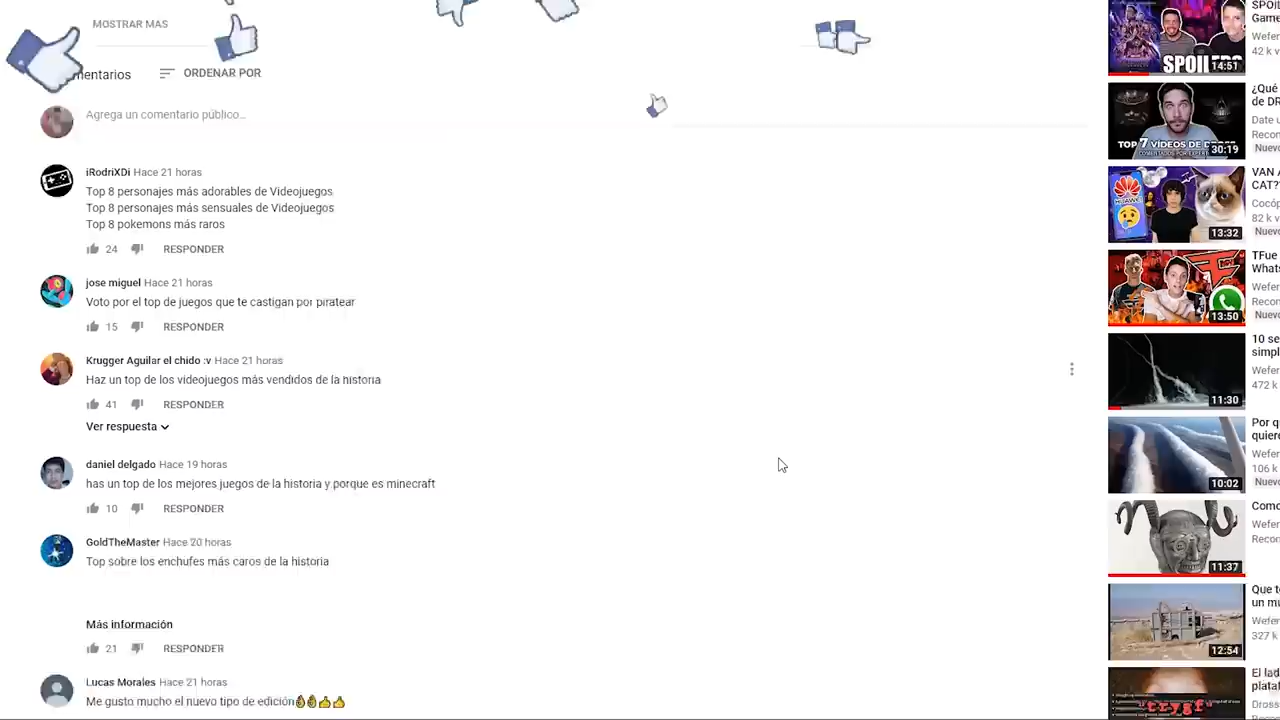 MOSTRAR MÁS
mentarios
ORDENAR POR
Agrega un comentario público...
iRodriXDi Hace 21 horas
Top 8 personajes más adorables de Videojuegos
Top 8 personajes más sensuales de Videojuegos
Top 8 pokemons más raros
24 RESPONDER
jose miguel Hace 21 horas
Voto por el top de juegos que te castigan por piratear
15 RESPONDER
Krugger Aguilar el chido :v Hace 21 horas
Haz un top de los videojuegos más vendidos de la historia
41 RESPONDER
Ver respuesta
daniel delgado Hace 19 horas
has un top de los mejores juegos de la historia y porque es minecraft
10 RESPONDER
GoldTheMaster Hace 20 horas
Top sobre los enchufes más caros de la historia
Más información
21 RESPONDER
Lucas Morales Hace 21 horas
Me gusto mucho el nuevo tipo de edición👌👌👍👍
SPOI
Game
Wefer
42 k v
14:51
¿Qué
de DR
Date u
Recon
Nuevo
TOP 7 VÍDEOS DE
30:19
VAN A
CAT??
Cocóp
82 k v
Nuevo
HUAWEI
13:32
TFue
Whats
Wefer
Recon
Nuevo
13:50
10 se
simpl
Wefer
472 k
11:30
Por q
quiere
Wefer
106 k
Nuevo
10:02
Como
Wefer
Recon
11:37
Que t
un mu
Wefer
327 k
12:54
El lad
platal
Dross